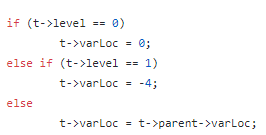 if (t->level == 0)
t->varLoc = 0;
else if (t->level == 1)
t->varLoc = -4;
else
t->varLoc = t->parent->varLoc;